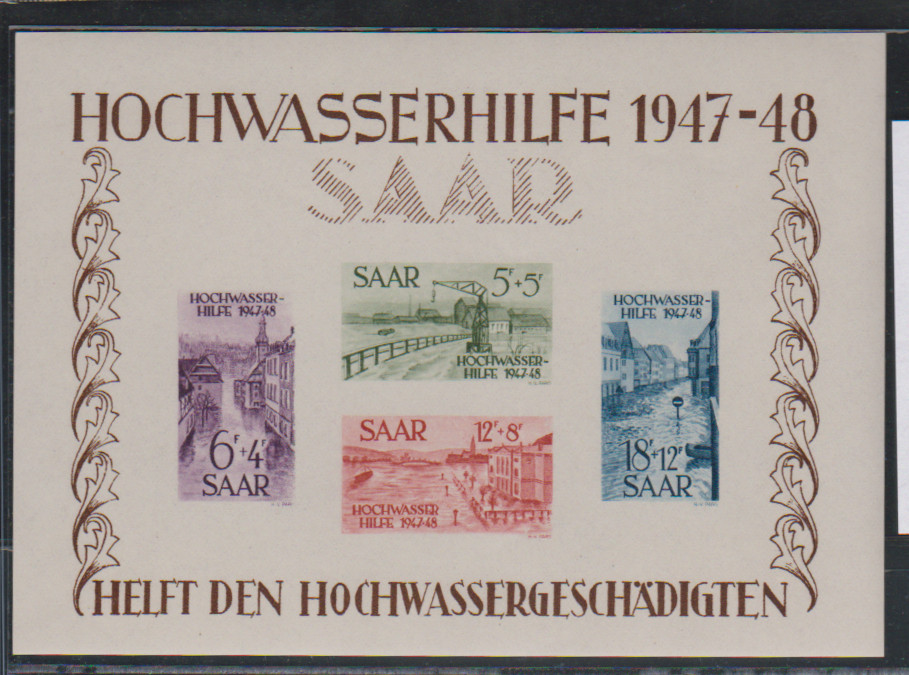 HOCHWASSERHILFE 1947-48
SAAR
HOCHWASSER-
HILFE 1947-48
6F+4F
SAAR
SAAR 5F+5F
HOCHWASSER-
HILFE 1947-48
SAAR 12F+8F
HOCHWASSER
HILFE 1947-48
HOCHWASSER-
HILFE 1947-48
18F+12F
SAAR
HELFT DEN HOCHWASSERGESCHÄDIGTEN